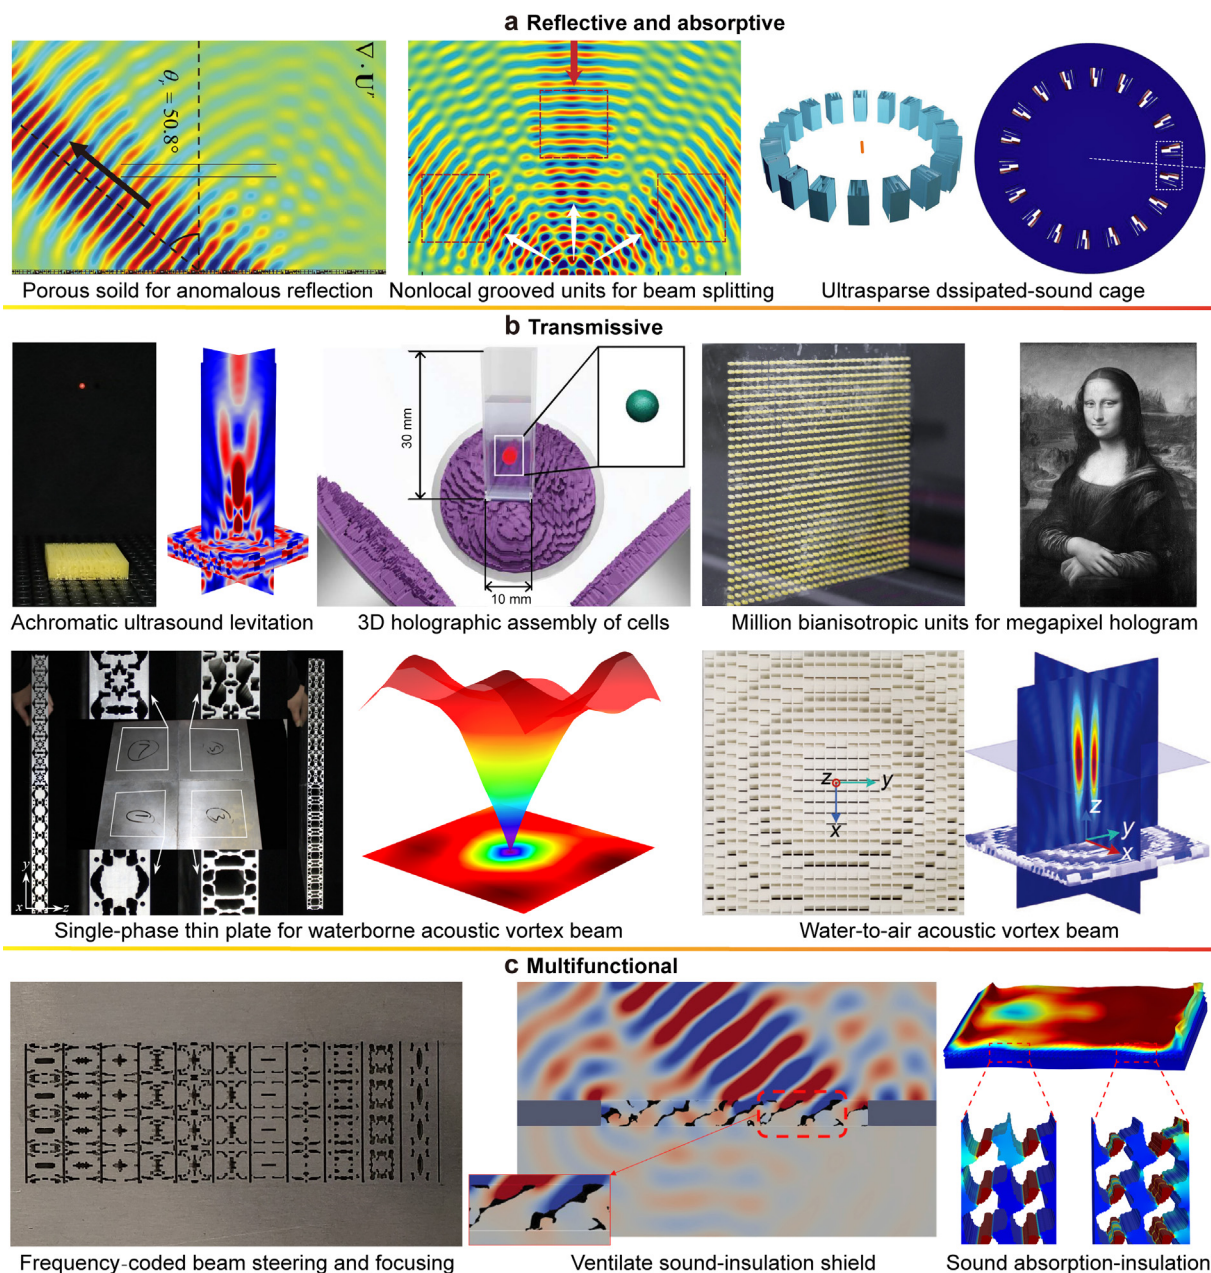 a Reflective and absorptive
∇ · Uʳ
θᵣ = 50.8°
Porous soild for anomalous reflection
Nonlocal grooved units for beam splitting
Ultrasparse dssipated-sound cage
b Transmissive
30 mm
10 mm
Achromatic ultrasound levitation
3D holographic assembly of cells
Million bianisotropic units for megapixel hologram
y
x
z
1
3
z
y
x
z
y
x
Single-phase thin plate for waterborne acoustic vortex beam
Water-to-air acoustic vortex beam
c Multifunctional
Frequency-coded beam steering and focusing
Ventilate sound-insulation shield
Sound absorption-insulation